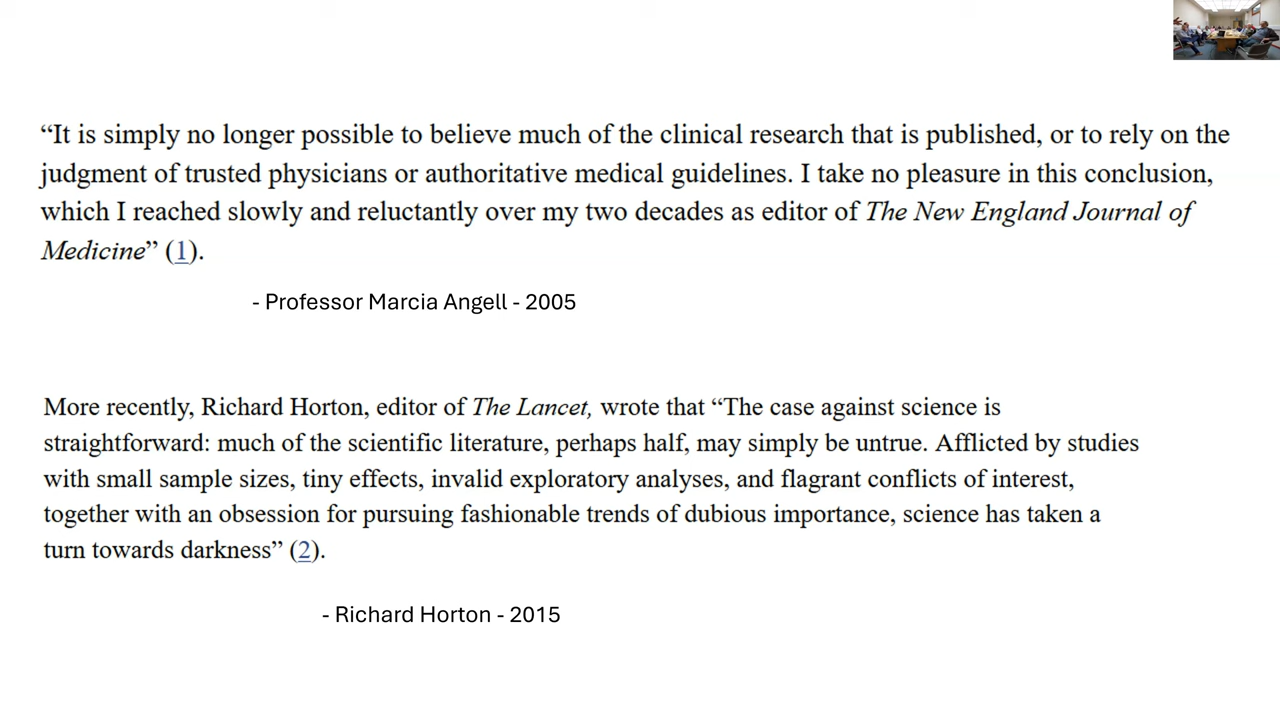 “It is simply no longer possible to believe much of the clinical research that is published, or to rely on the
judgment of trusted physicians or authoritative medical guidelines. I take no pleasure in this conclusion,
which I reached slowly and reluctantly over my two decades as editor of The New England Journal of
Medicine” (1).
- Professor Marcia Angell - 2005
More recently, Richard Horton, editor of The Lancet, wrote that “The case against science is
straightforward: much of the scientific literature, perhaps half, may simply be untrue. Afflicted by studies
with small sample sizes, tiny effects, invalid exploratory analyses, and flagrant conflicts of interest,
together with an obsession for pursuing fashionable trends of dubious importance, science has taken a
turn towards darkness” (2).
- Richard Horton - 2015